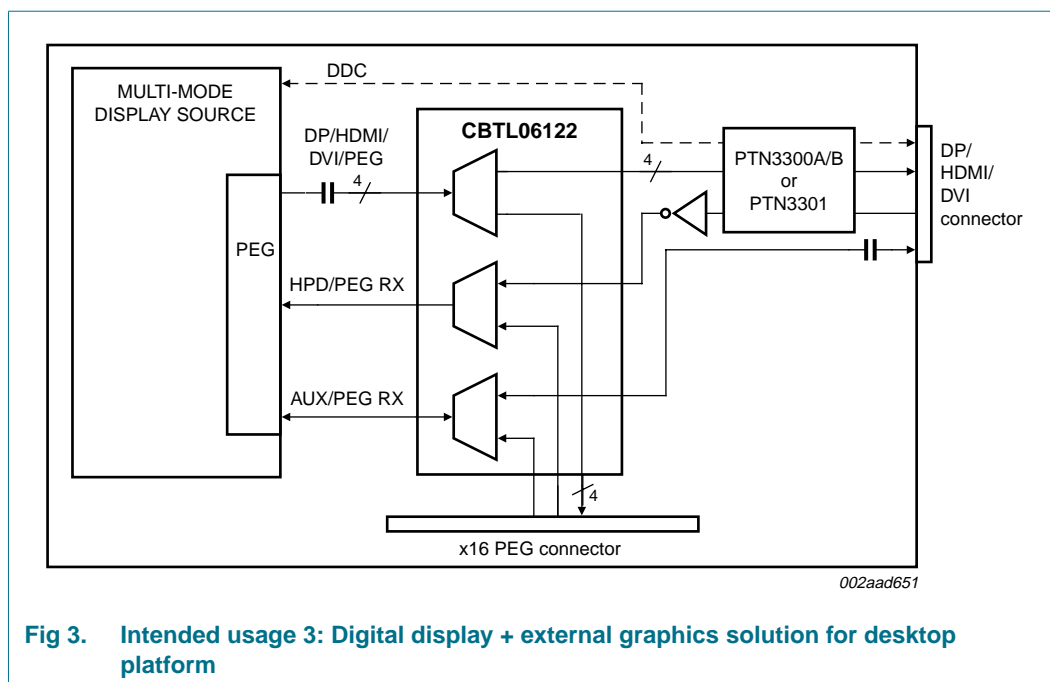 DDC
MULTI-MODE
DISPLAY SOURCE
CBTL06122
DP/HDMI/
DVI/PEG
4
4
PTN3300A/B
or
PTN3301
DP/
HDMI/
DVI
connector
PEG
HPD/PEG RX
AUX/PEG RX
4
x16 PEG connector
002aad651
Fig 3. Intended usage 3: Digital display + external graphics solution for desktop
platform